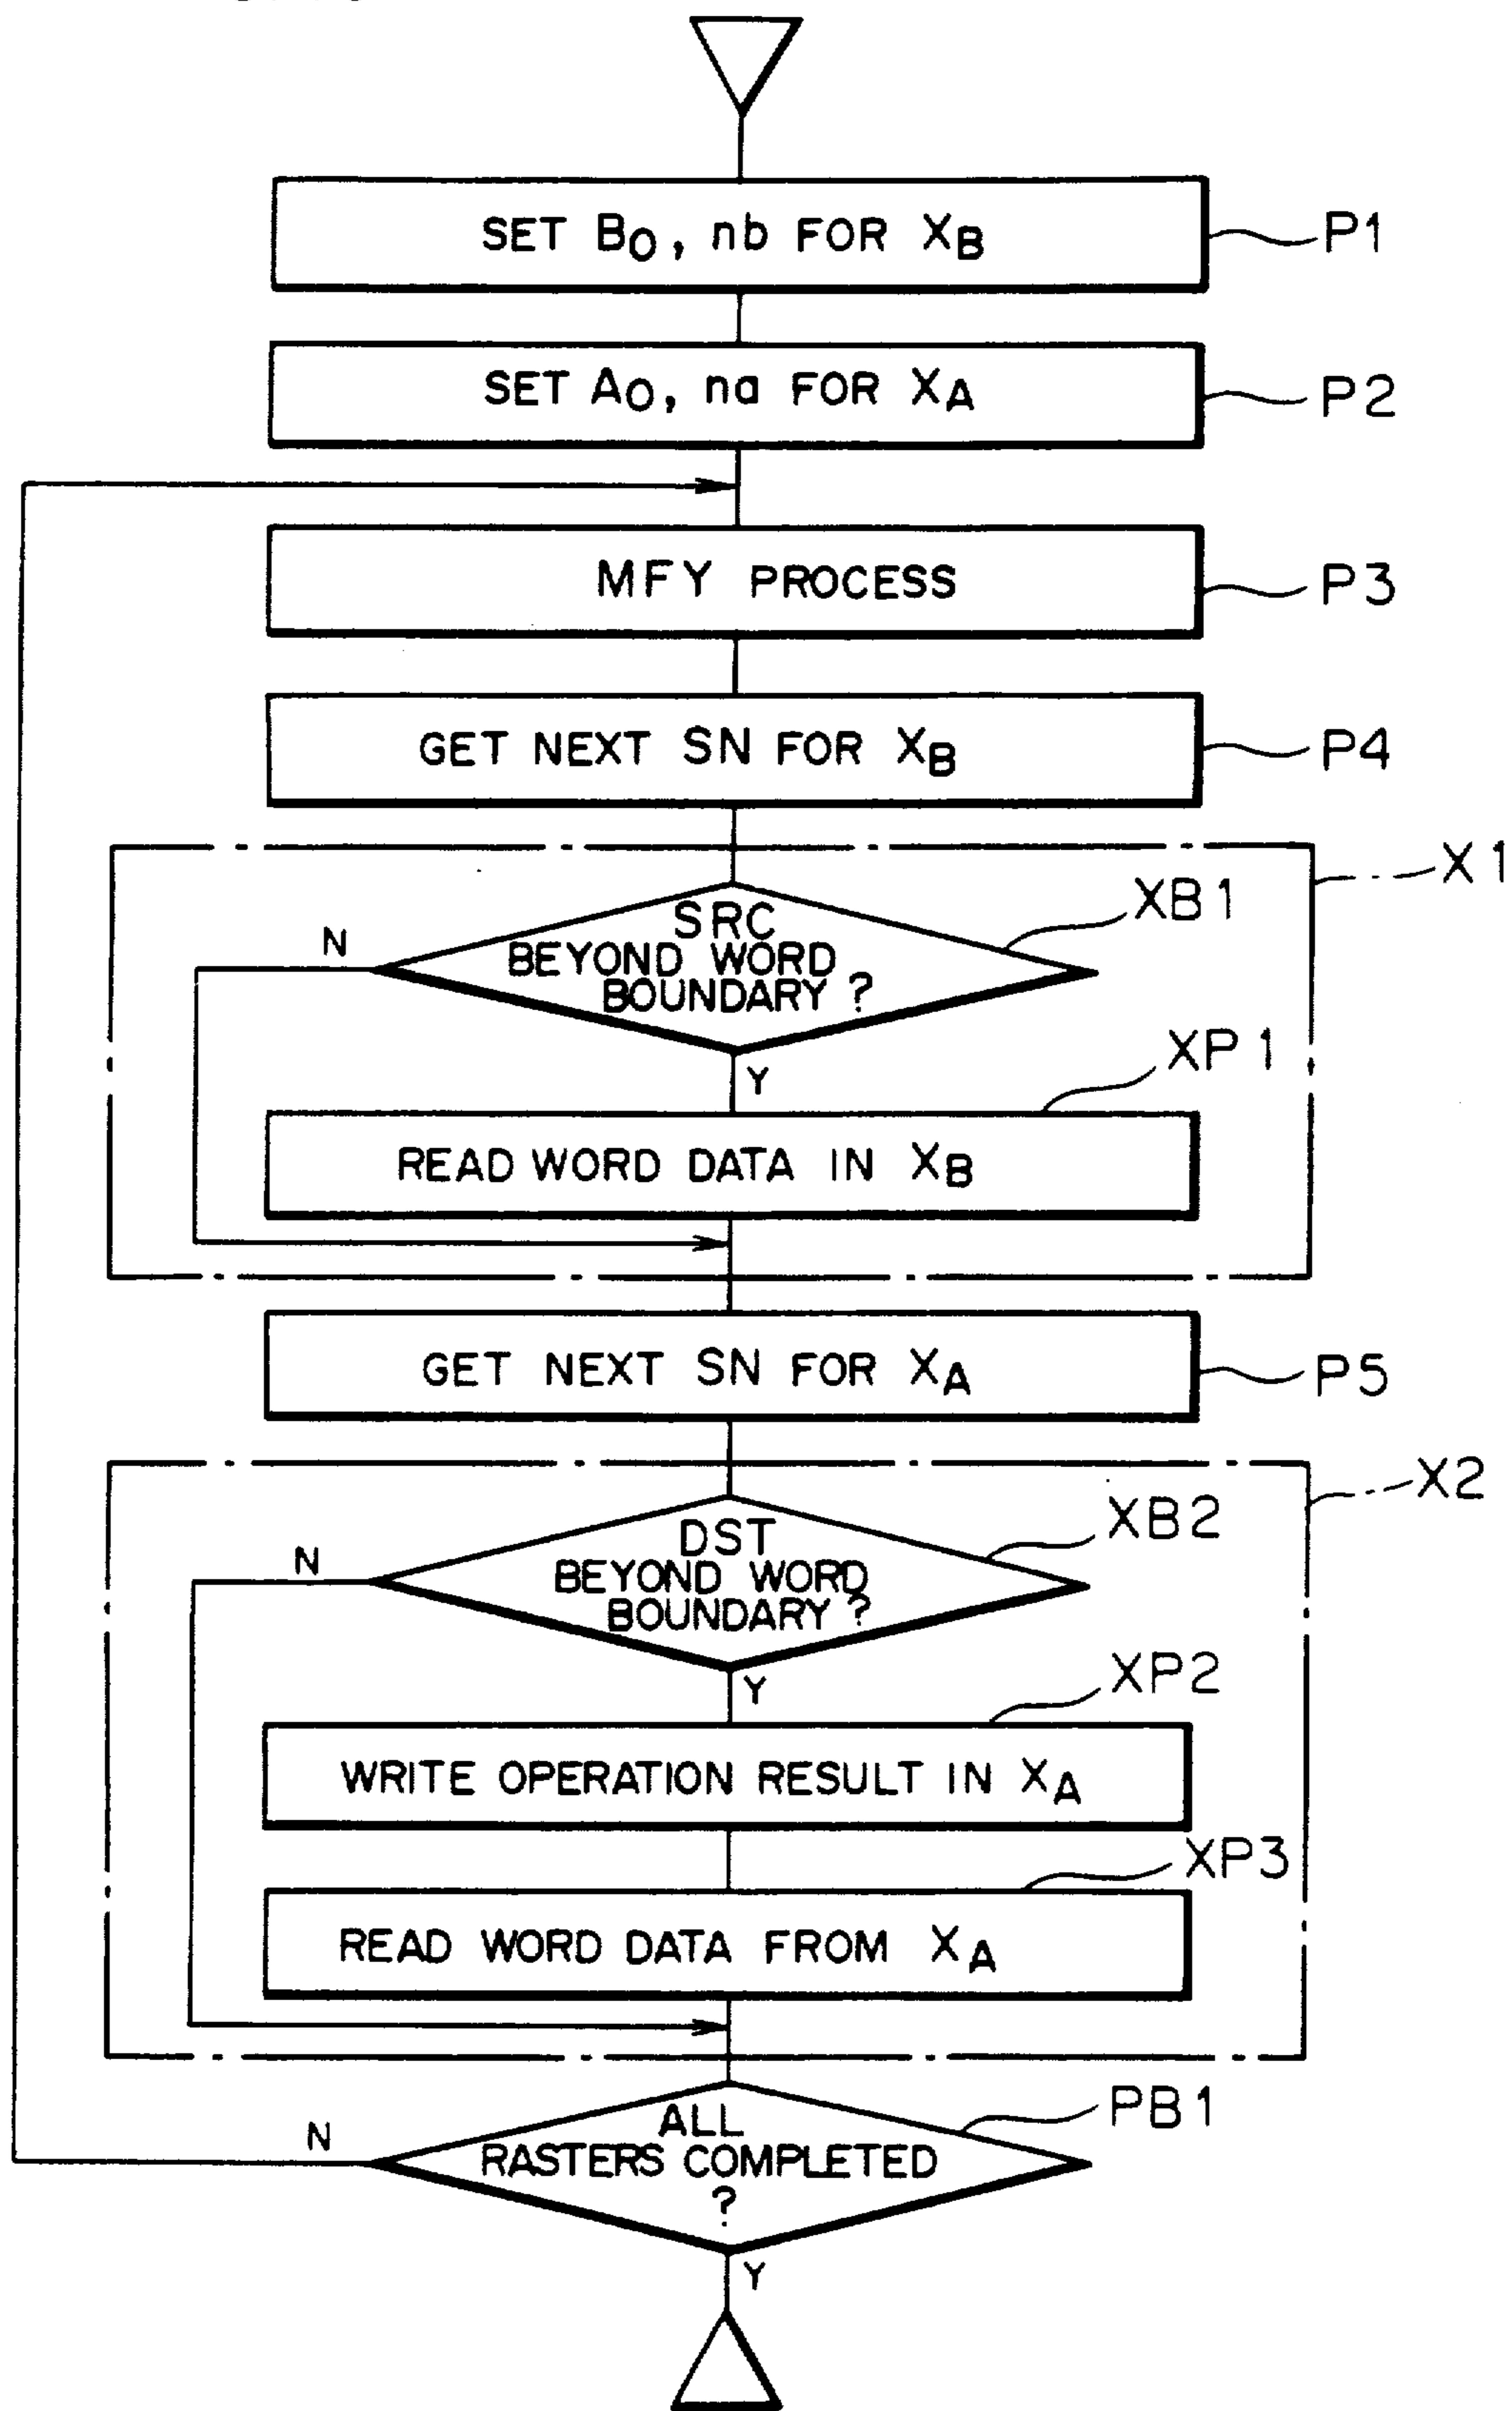 SET B0, nb FOR XB
P1
SET A0, na FOR XA
P2
MFY PROCESS
P3
GET NEXT SN FOR XB
P4
X1
XB1
SRC
BEYOND WORD
BOUNDARY ?
N
Y
XP1
READ WORD DATA IN XB
GET NEXT SN FOR XA
P5
X2
XB2
DST
BEYOND WORD
BOUNDARY ?
N
Y
XP2
WRITE OPERATION RESULT IN XA
XP3
READ WORD DATA FROM XA
PB1
ALL
RASTERS COMPLETED
?
N
Y